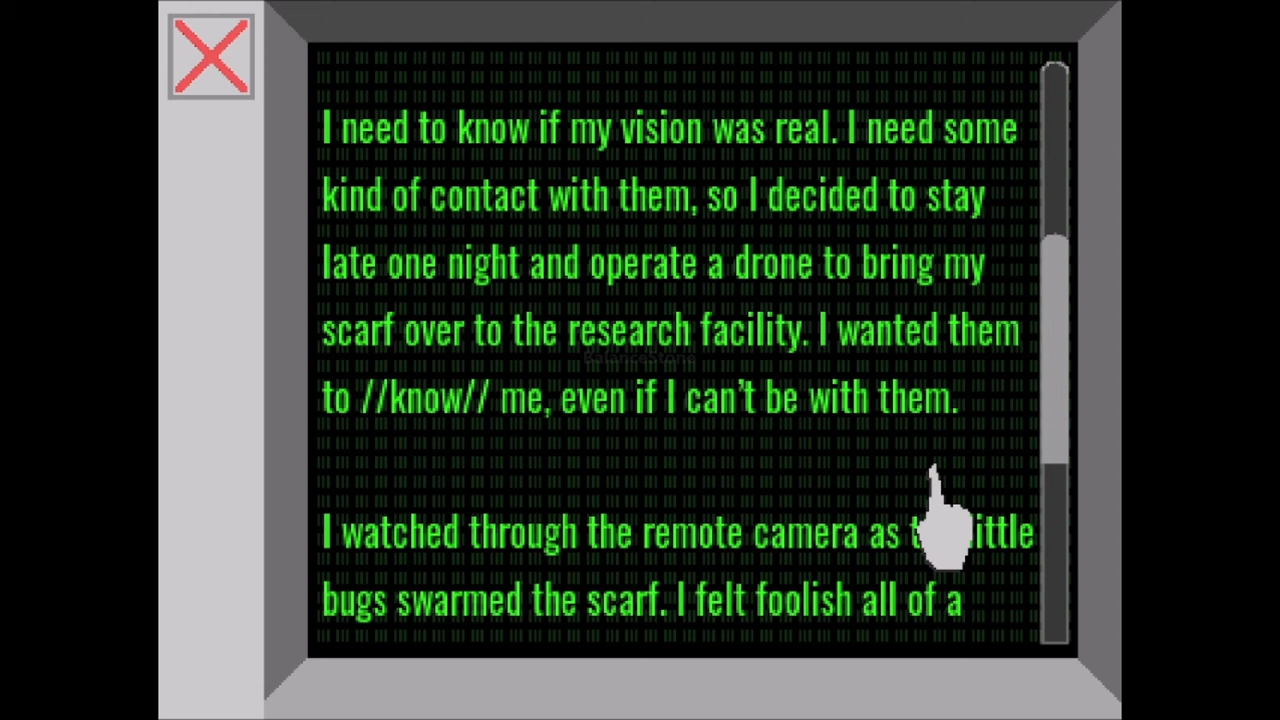 I need to know if my vision was real. I need some
kind of contact with them, so I decided to stay
late one night and operate a drone to bring my
scarf over to the research facility. I wanted them
BalanceStone
to //know// me, even if I can't be with them.
I watched through the remote camera as
bugs swarmed the scarf. I felt foolish all of a